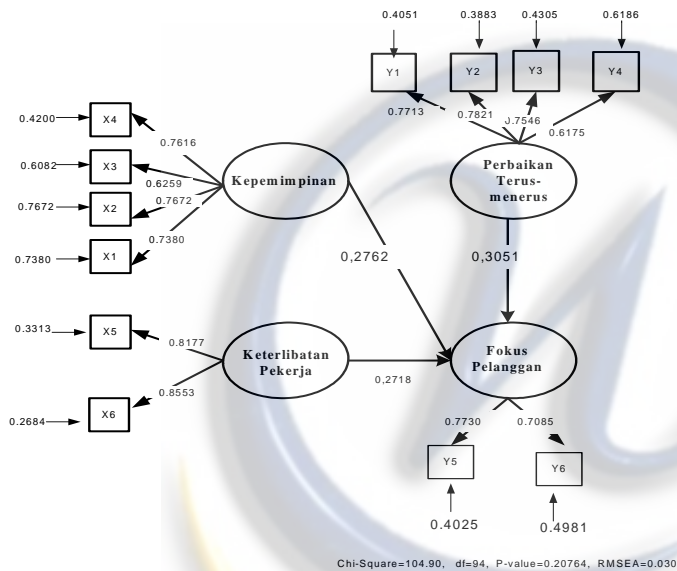 0.4051
0.3883
0.4305
0.6186
Y1
Y2
Y3
Y4
0.7713
0.7821
0.7546
0.6175
0.4200
X4
0.7616
0.6082
X3
0.6259
0.7672
X2
0.7672
0.7380
X1
0.7380
Kepemimpinan
Perbaikan
Terus-
menerus
0,2762
0,3051
0.3313
X5
0.8177
Keterlibatan
Pekerja
0,2718
Fokus
Pelanggan
0.8553
0.2684
X6
0.7730
0.7085
Y5
Y6
0.4025
0.4981
Chi-Square=104.90, df=94, P-value=0.20764, RMSEA=0.030